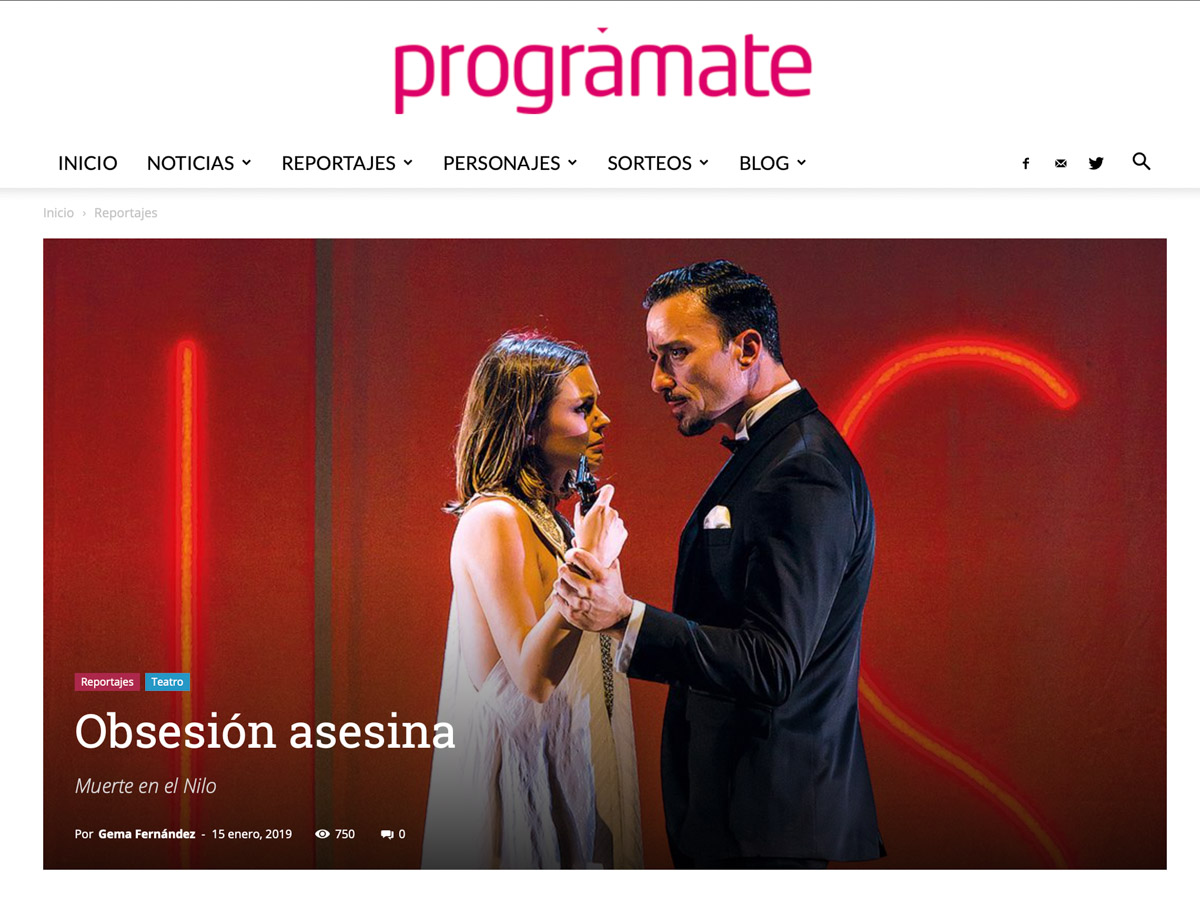 prográmate
INICIO NOTICIAS REPORTAJES PERSONAJES SORTEOS BLOG
Inicio › Reportajes
Reportajes Teatro
Obsesión asesina
Muerte en el Nilo
Por Gema Fernández - 15 enero, 2019 750 0